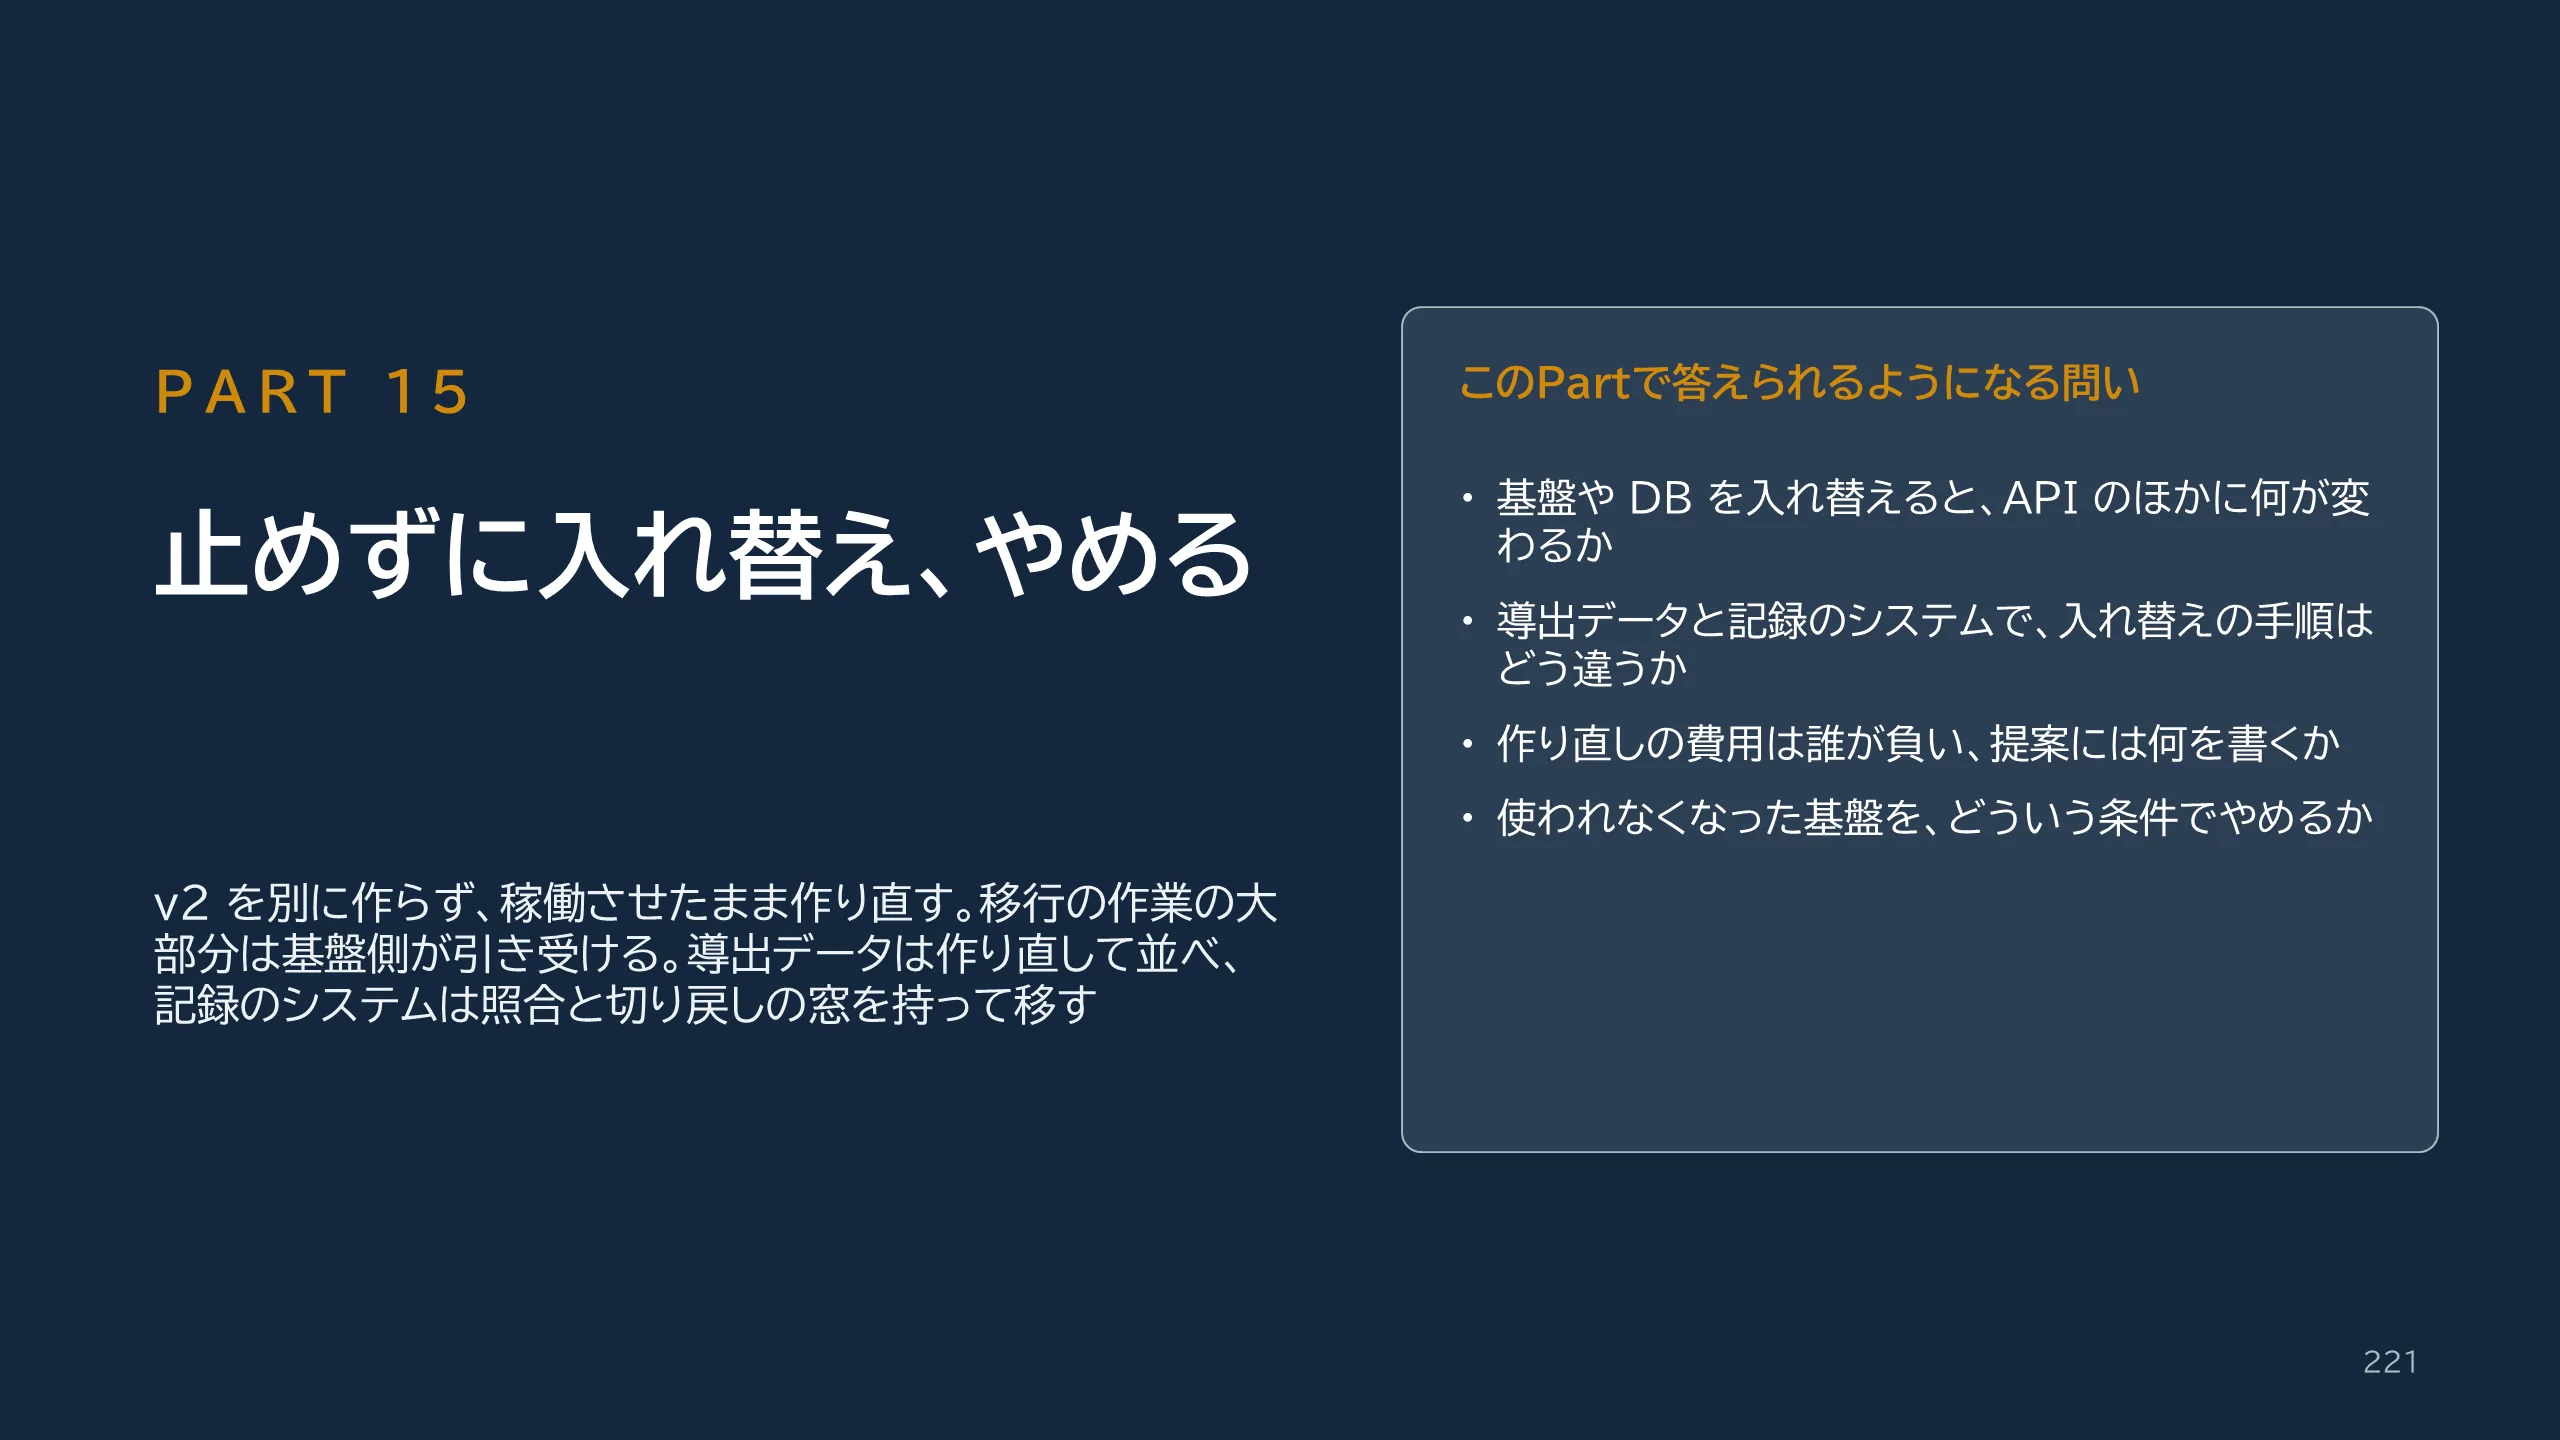 PART 15
止めずに入れ替え、やめる
v2 を別に作らず、稼働させたまま作り直す。移行の作業の大
部分は基盤側が引き受ける。導出データは作り直して並べ、
記録のシステムは照合と切り戻しの窓を持って移す
このPartで答えられるようになる問い
・ 基盤や DB を入れ替えると、API のほかに何が変
わるか
・ 導出データと記録のシステムで、入れ替えの手順は
どう違うか
・ 作り直しの費用は誰が負い、提案には何を書くか
・ 使われなくなった基盤を、どういう条件でやめるか
221